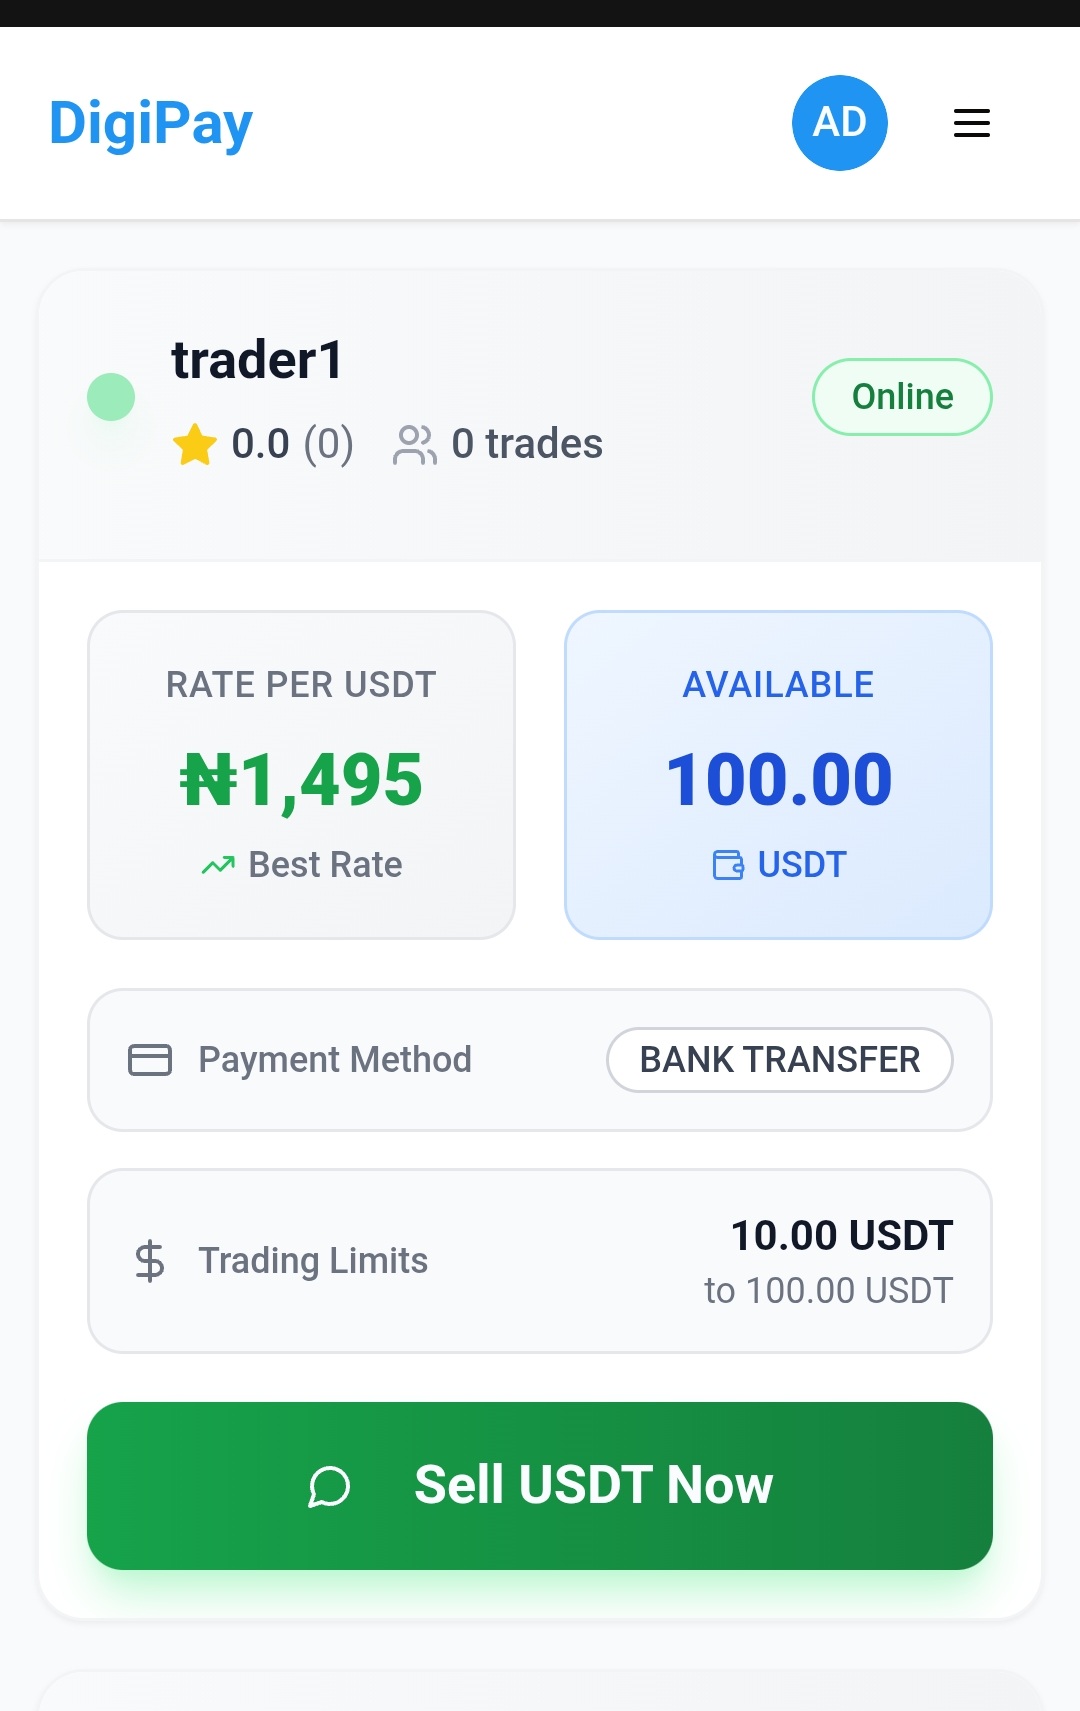 DigiPay
AD
trader1
0.0 (0) 0 trades
Online
RATE PER USDT
₦1,495
Best Rate
AVAILABLE
100.00
USDT
Payment Method
BANK TRANSFER
Trading Limits
10.00 USDT
to 100.00 USDT
Sell USDT Now